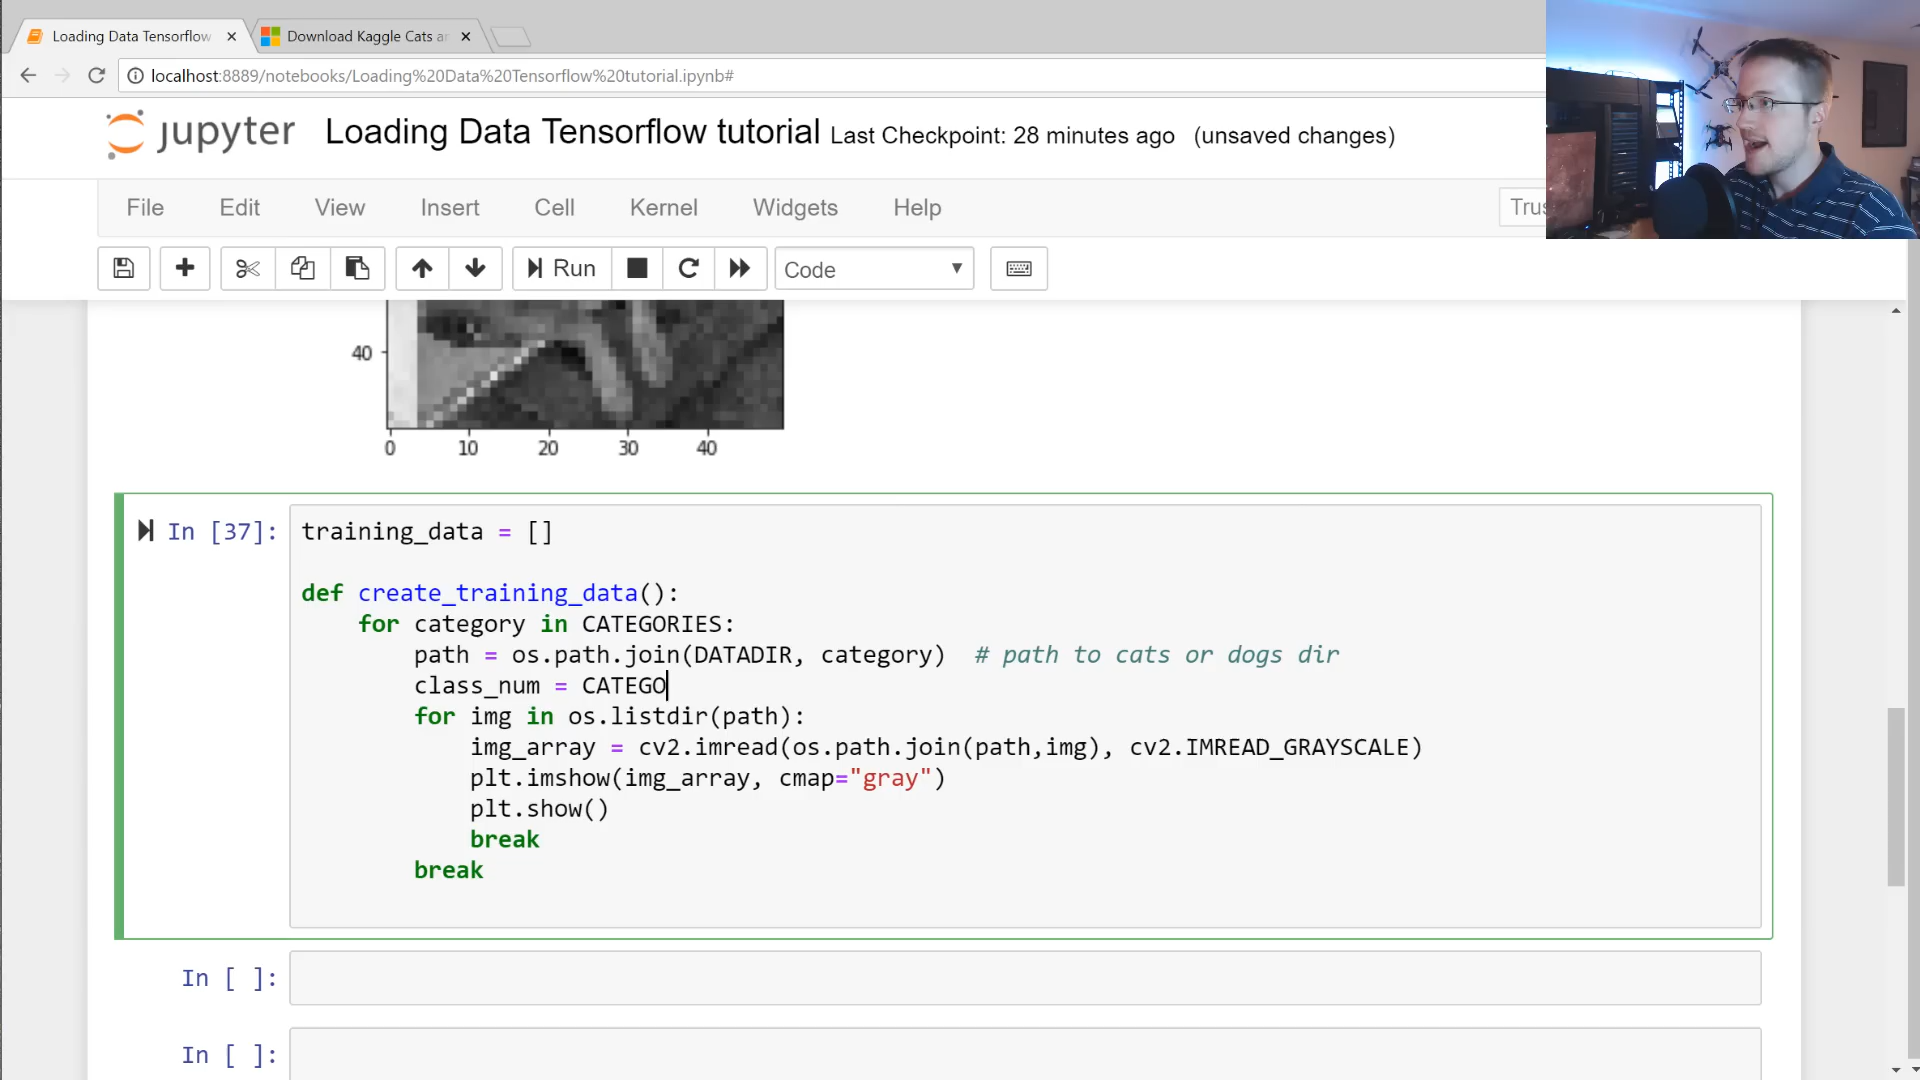 Loading Data Tensorflow
Download Kaggle Cats a
localhost:8889/notebooks/Loading%20Data%20Tensorflow%20tutorial.ipynb#
jupyter Loading Data Tensorflow tutorial Last Checkpoint: 28 minutes ago (unsaved changes)
File Edit View Insert Cell Kernel Widgets Help Trus
Run Code
40
0 10 20 30 40
In [37]: training_data = []
def create_training_data():
for category in CATEGORIES:
path = os.path.join(DATADIR, category) # path to cats or dogs dir
class_num = CATEGO
for img in os.listdir(path):
img_array = cv2.imread(os.path.join(path,img), cv2.IMREAD_GRAYSCALE)
plt.imshow(img_array, cmap="gray")
plt.show()
break
break
In [ ]:
In [ ]: